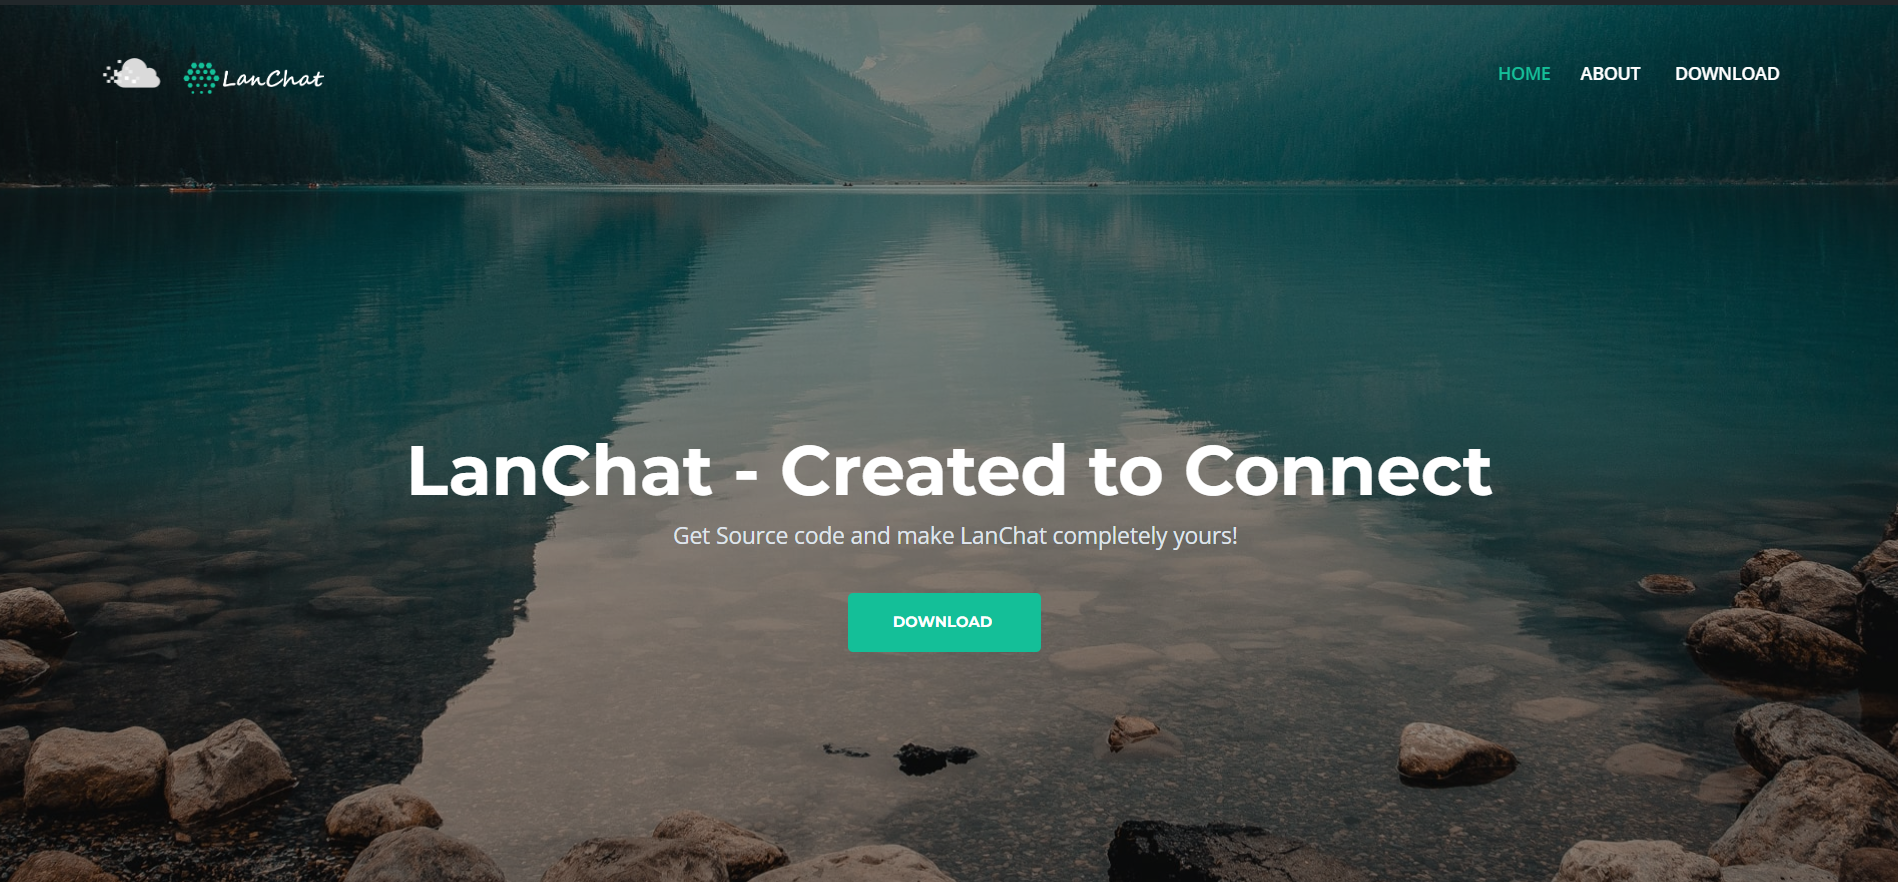 LanChat
HOME ABOUT DOWNLOAD
LanChat - Created to Connect
Get Source code and make LanChat completely yours!
DOWNLOAD